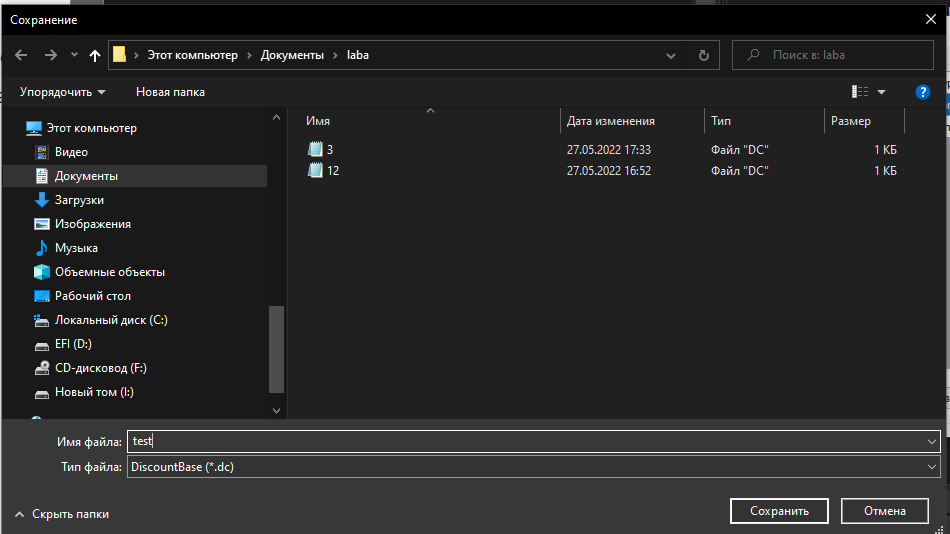 Сохранение
Этот компьютер > Документы > laba
Поиск в: laba
Упорядочить Новая папка
?
Имя Дата изменения Тип Размер
3 27.05.2022 17:33 Файл "DC" 1 КБ
12 27.05.2022 16:52 Файл "DC" 1 КБ
Этот компьютер
Видео
Документы
Загрузки
Изображения
Музыка
Объемные объекты
Рабочий стол
Локальный диск (C:)
EFI (D:)
CD-дисковод (F:)
Новый том (I:)
Имя файла: test
Тип файла: DiscountBase (*.dc)
Скрыть папки
Сохранить Отмена